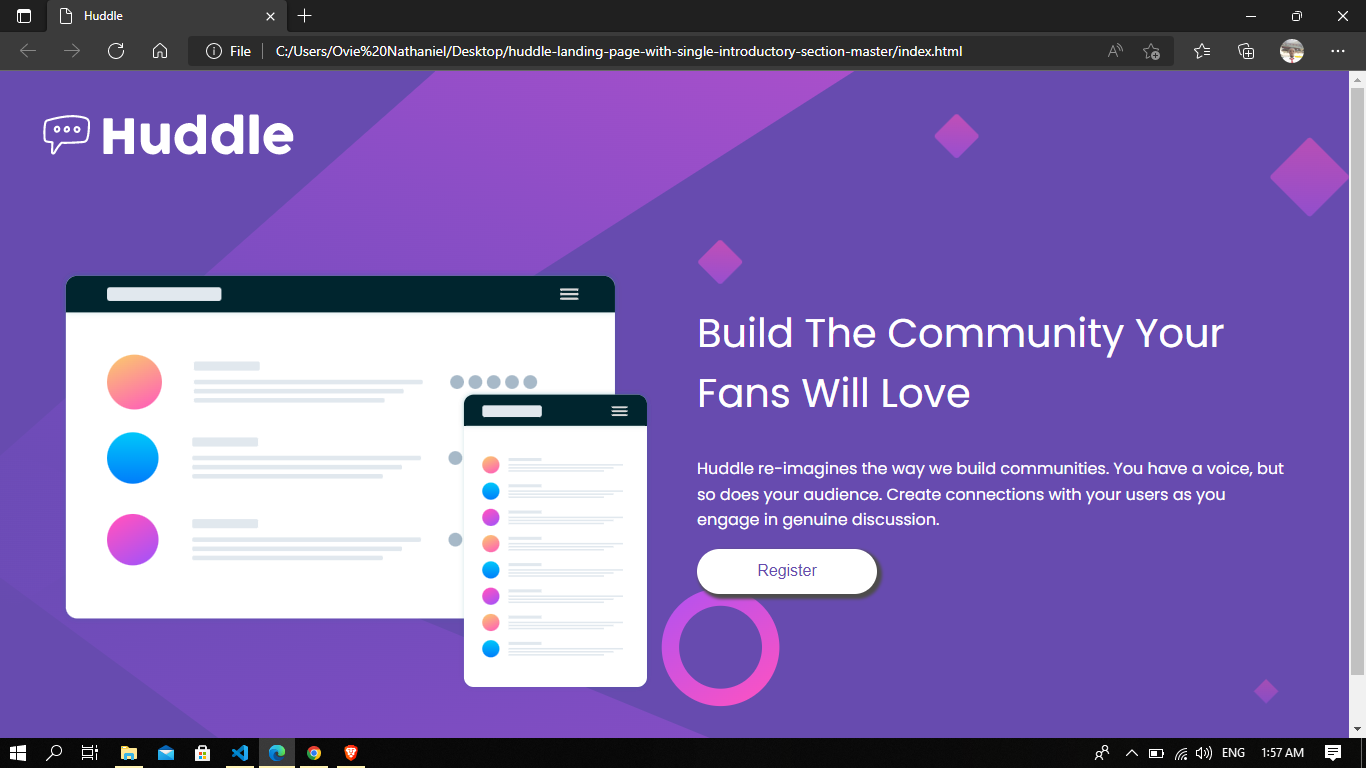 Huddle
File
C:/Users/Ovie%20Nathaniel/Desktop/huddle-landing-page-with-single-introductory-section-master/index.html
Huddle
Build The Community Your
Fans Will Love
Huddle re-imagines the way we build communities. You have a voice, but
so does your audience. Create connections with your users as you
engage in genuine discussion.
Register
ENG
1:57 AM